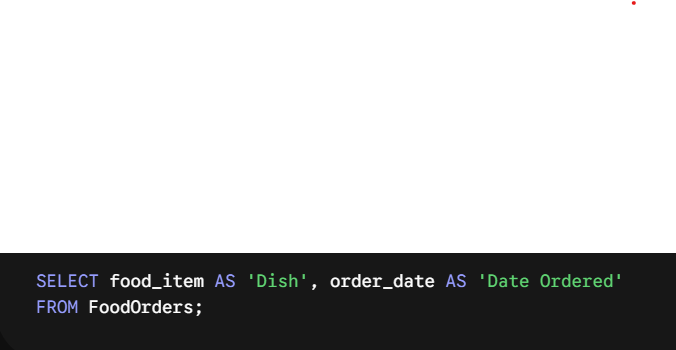 SELECT food_item AS 'Dish', order_date AS 'Date Ordered'
FROM FoodOrders;